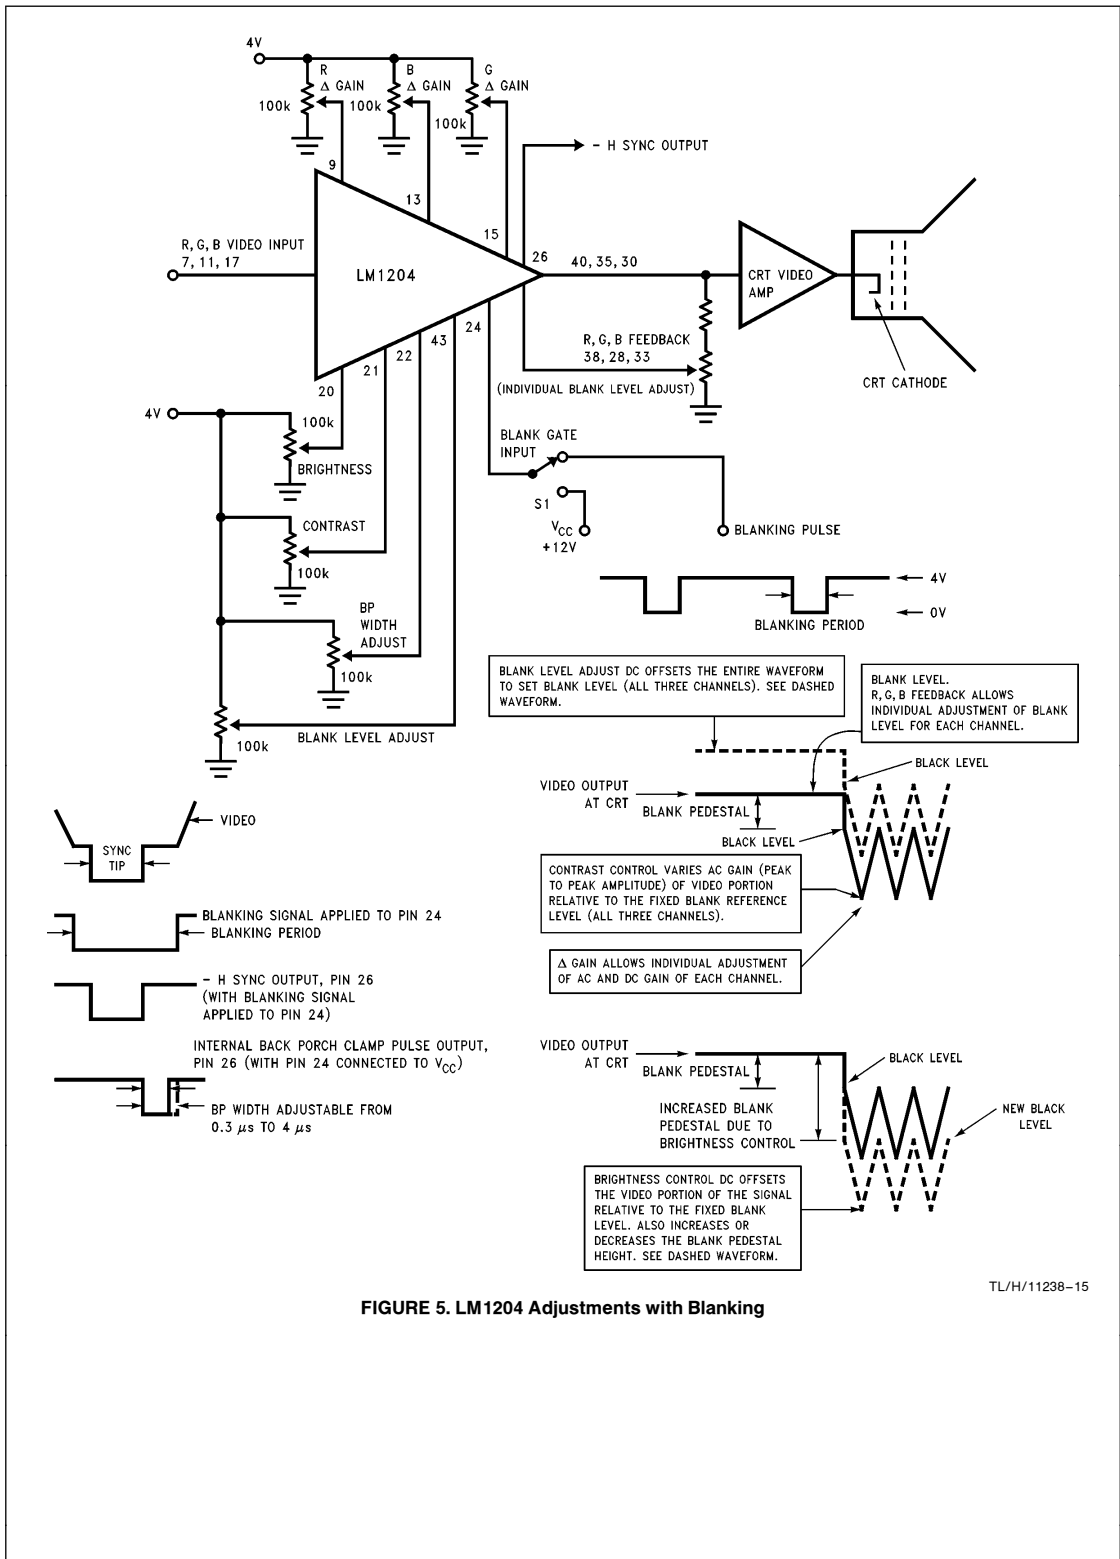 4V
R
Δ GAIN
100k
B
Δ GAIN
100k
G
Δ GAIN
100k
9
13
15
26
– H SYNC OUTPUT
R, G, B VIDEO INPUT
7, 11, 17
LM1204
40, 35, 30
CRT VIDEO
AMP
R, G, B FEEDBACK
38, 28, 33
(INDIVIDUAL BLANK LEVEL ADJUST)
CRT CATHODE
20
21
22
43
24
4V
100k
BRIGHTNESS
CONTRAST
100k
BP
WIDTH
ADJUST
100k
100k
BLANK LEVEL ADJUST
BLANK GATE
INPUT
S1
VCC
+12V
BLANKING PULSE
4V
0V
BLANKING PERIOD
BLANK LEVEL ADJUST DC OFFSETS THE ENTIRE WAVEFORM
TO SET BLANK LEVEL (ALL THREE CHANNELS). SEE DASHED
WAVEFORM.
BLANK LEVEL.
R, G, B FEEDBACK ALLOWS
INDIVIDUAL ADJUSTMENT OF BLANK
LEVEL FOR EACH CHANNEL.
BLACK LEVEL
VIDEO OUTPUT
AT CRT
BLANK PEDESTAL
BLACK LEVEL
CONTRAST CONTROL VARIES AC GAIN (PEAK
TO PEAK AMPLITUDE) OF VIDEO PORTION
RELATIVE TO THE FIXED BLANK REFERENCE
LEVEL (ALL THREE CHANNELS).
Δ GAIN ALLOWS INDIVIDUAL ADJUSTMENT
OF AC AND DC GAIN OF EACH CHANNEL.
VIDEO
SYNC
TIP
BLANKING SIGNAL APPLIED TO PIN 24
BLANKING PERIOD
– H SYNC OUTPUT, PIN 26
(WITH BLANKING SIGNAL
APPLIED TO PIN 24)
INTERNAL BACK PORCH CLAMP PULSE OUTPUT,
PIN 26 (WITH PIN 24 CONNECTED TO VCC)
BP WIDTH ADJUSTABLE FROM
0.3 μs TO 4 μs
VIDEO OUTPUT
AT CRT
BLANK PEDESTAL
BLACK LEVEL
INCREASED BLANK
PEDESTAL DUE TO
BRIGHTNESS CONTROL
NEW BLACK
LEVEL
BRIGHTNESS CONTROL DC OFFSETS
THE VIDEO PORTION OF THE SIGNAL
RELATIVE TO THE FIXED BLANK
LEVEL. ALSO INCREASES OR
DECREASES THE BLANK PEDESTAL
HEIGHT. SEE DASHED WAVEFORM.
TL/H/11238–15
FIGURE 5. LM1204 Adjustments with Blanking